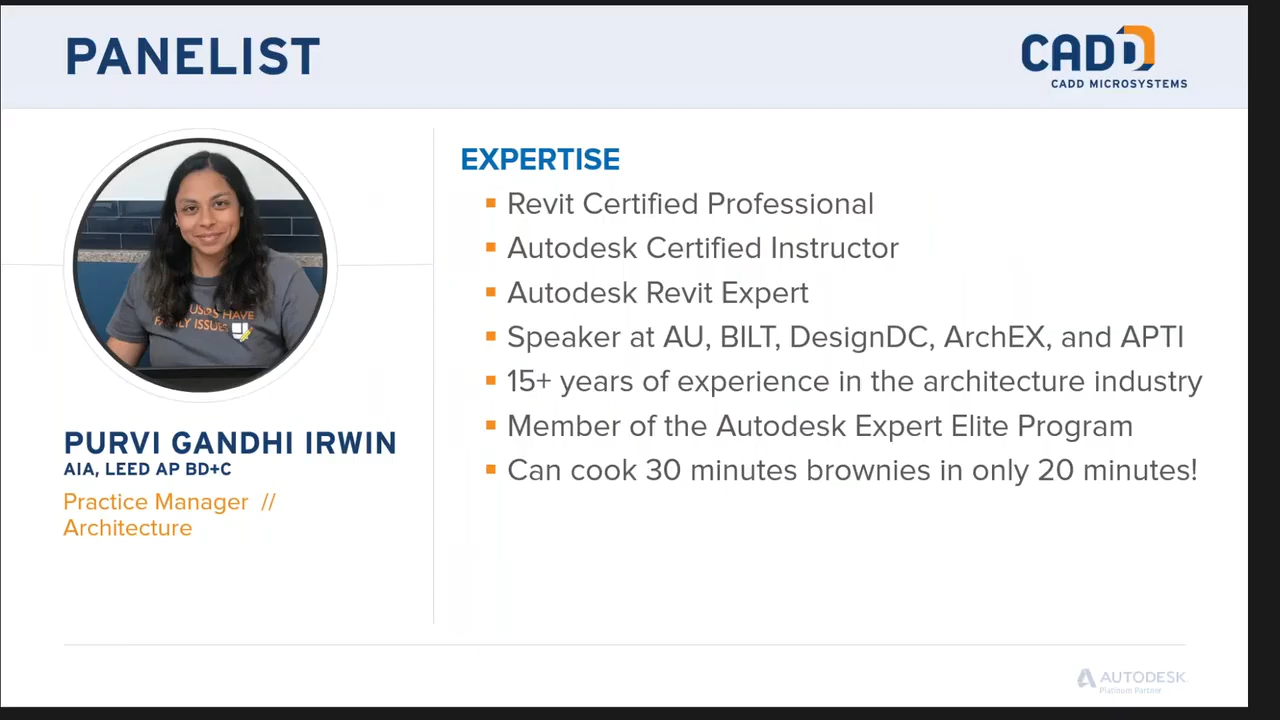 PANELIST
CADD
CADD MICROSYSTEMS
EXPERTISE
Revit Certified Professional
Autodesk Certified Instructor
Autodesk Revit Expert
Speaker at AU, BILT, DesignDC, ArchEX, and APTI
15+ years of experience in the architecture industry
Member of the Autodesk Expert Elite Program
Can cook 30 minutes brownies in only 20 minutes!
HAVE
ISSUES
PURVI GANDHI IRWIN
AIA, LEED AP BD+C
Practice Manager //
Architecture
AUTODESK
Platinum Partner